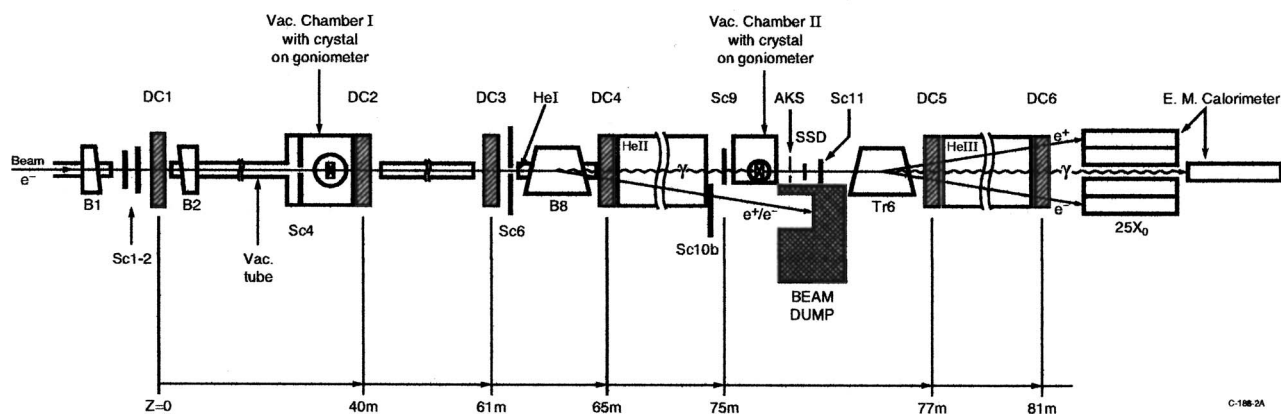 Vac. Chamber I
with crystal
on goniometer
Vac. Chamber II
with crystal
on goniometer
DC1
DC2
DC3
HeI
DC4
Sc9
AKS
SSD
Sc11
DC5
DC6
E. M. Calorimeter
Beam
e⁻
HeII
γ
HeIII
e⁺
γ
e⁻
B1
B2
Sc4
Sc6
B8
e⁺/e⁻
Tr6
25X₀
Sc1-2
Vac.
tube
Sc10b
BEAM
DUMP
Z=0
40m
61m
65m
75m
77m
81m
C-188-2A